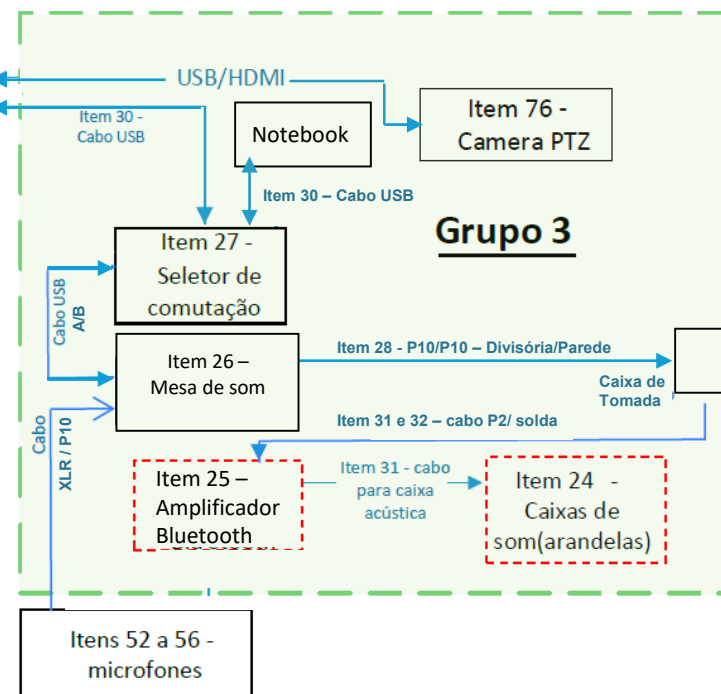 USB/HDMI
Item 30 -
Cabo USB
Notebook
Item 76 -
Camera PTZ
Item 30 – Cabo USB
Grupo 3
Item 27 -
Seletor de
comutação
Cabo USB
A/B
Item 26 –
Mesa de som
Item 28 - P10/P10 – Divisória/Parede
Caixa de
Tomada
Item 31 e 32 – cabo P2/ solda
Cabo
XLR / P10
Item 25 –
Amplificador
Bluetooth
Item 31 - cabo
para caixa
acústica
Item 24 -
Caixas de
som(arandelas)
Itens 52 a 56 -
microfones